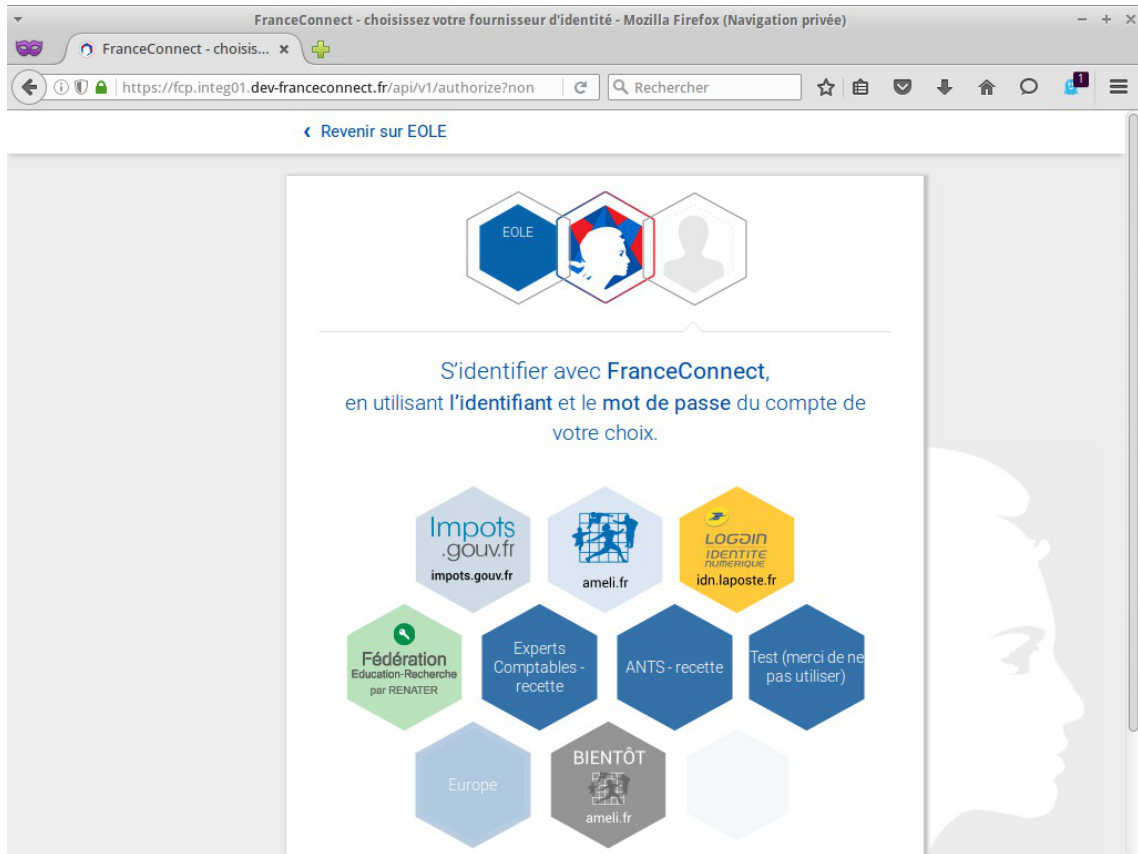 FranceConnect - choisissez votre fournisseur d'identité - Mozilla Firefox (Navigation privée)
FranceConnect - choisis...
https://fcp.integ01.dev-franceconnect.fr/api/v1/authorize?non
Rechercher
1
Revenir sur EOLE
EOLE
S'identifier avec FranceConnect,
en utilisant l'identifiant et le mot de passe du compte de
votre choix.
Impots
.gouv.fr
impots.gouv.fr
ameli.fr
LOGIN
IDENTITÉ
NUMERIQUE
idn.laposte.fr
Fédération
Education-Recherche
par RENATER
Experts
Comptables -
recette
ANTS - recette
Test (merci de ne
pas utiliser)
Europe
BIENTÔT
ameli.fr